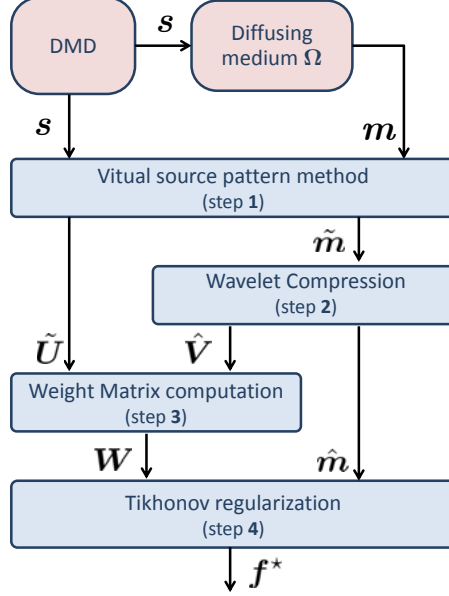 DMD
s
Diffusing
medium Ω
s
m
Vitual source pattern method
(step 1)
m̃
Wavelet Compression
(step 2)
Ũ
V̂
Weight Matrix computation
(step 3)
W
m̂
Tikhonov regularization
(step 4)
f⋆